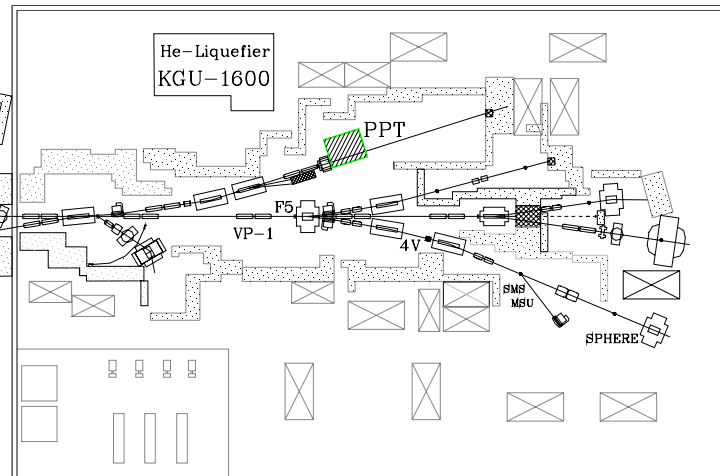 He-Liquefier
KGU-1600
PPT
F5
VP-1
4V
SMS
MSU
SPHERE